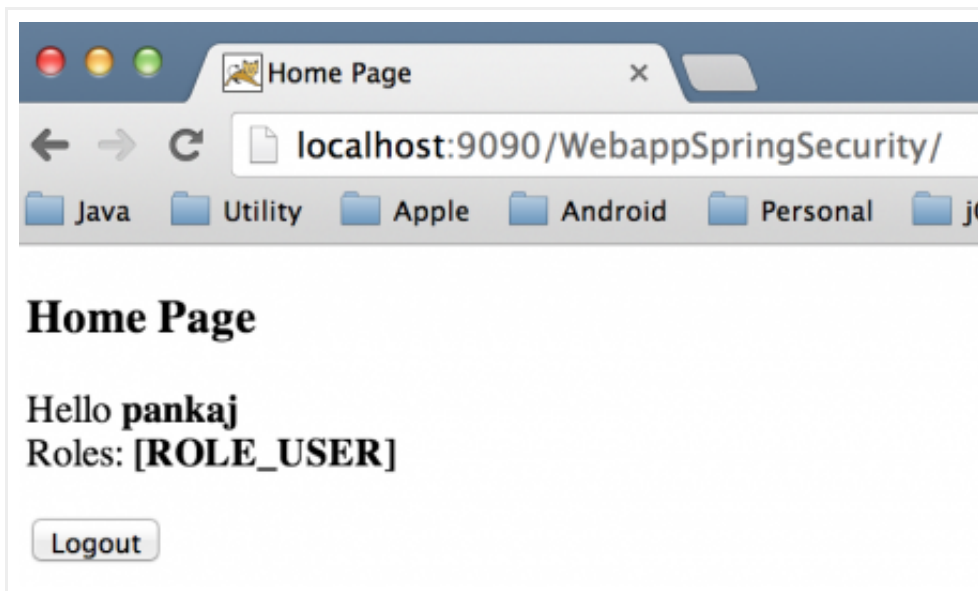 Home Page
localhost:9090/WebappSpringSecurity/
Java Utility Apple Android Personal
Home Page
Hello pankaj
Roles: [ROLE_USER]
Logout